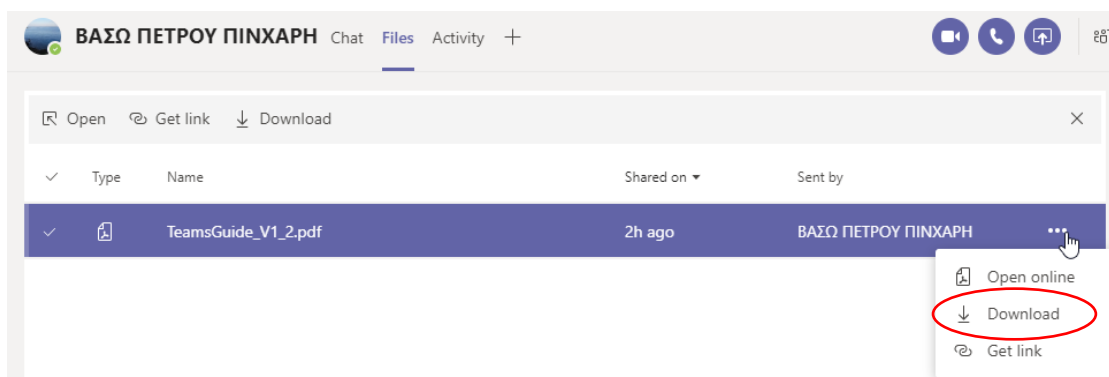 ΒΑΣΩ ΠΕΤΡΟΥ ΠΙΝΧΑΡΗ Chat Files Activity
Open Get link Download
Type Name Shared on Sent by
TeamsGuide_V1_2.pdf 2h ago ΒΑΣΩ ΠΕΤΡΟΥ ΠΙΝΧΑΡΗ
Open online
Download
Get link